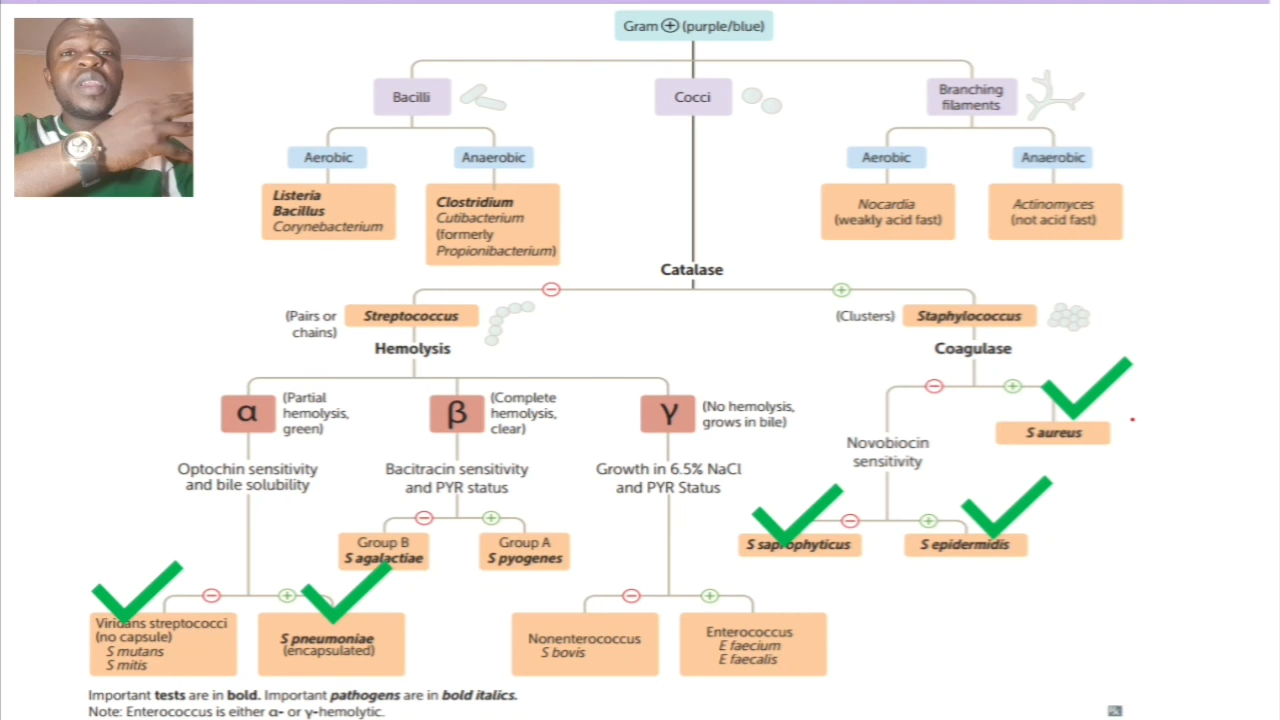 Gram ⊕ (purple/blue)
Bacilli
Cocci
Branching
filaments
Aerobic
Anaerobic
Aerobic
Anaerobic
Listeria
Bacillus
Corynebacterium
Clostridium
Cutibacterium
(formerly
Propionibacterium)
Nocardia
(weakly acid fast)
Actinomyces
(not acid fast)
Catalase
(Pairs or
chains)
Streptococcus
(Clusters)
Staphylococcus
Hemolysis
Coagulase
α
(Partial
hemolysis,
green)
β
(Complete
hemolysis,
clear)
γ
(No hemolysis,
grows in bile)
S aureus
Novobiocin
sensitivity
Optochin sensitivity
and bile solubility
Bacitracin sensitivity
and PYR status
Growth in 6.5% NaCl
and PYR Status
Group B
S agalactiae
Group A
S pyogenes
S saprophyticus
S epidermidis
Viridans streptococci
(no capsule)
S mutans
S mitis
S pneumoniae
(encapsulated)
Nonenterococcus
S bovis
Enterococcus
E faecium
E faecalis
Important tests are in bold. Important pathogens are in bold italics.
Note: Enterococcus is either α- or γ-hemolytic.